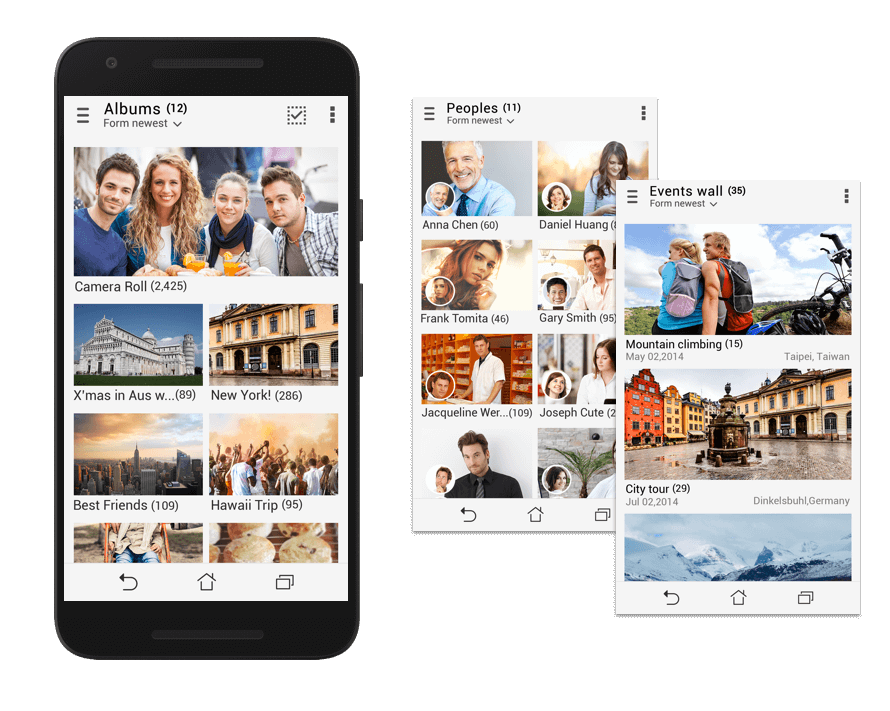 Albums (12)
Form newest
Camera Roll (2,425)
X'mas in Aus w...(89)
New York! (286)
Best Friends (109)
Hawaii Trip (95)
Peoples (11)
Form newest
Anna Chen (60)
Daniel Huang
Frank Tomita (46)
Gary Smith (95)
Jacqueline Wer...(109)
Joseph Cute
Events wall (35)
Form newest
Mountain climbing (15)
May 02,2014
Taipei, Taiwan
City tour (29)
Jul 02,2014
Dinkelsbuhl,Germany